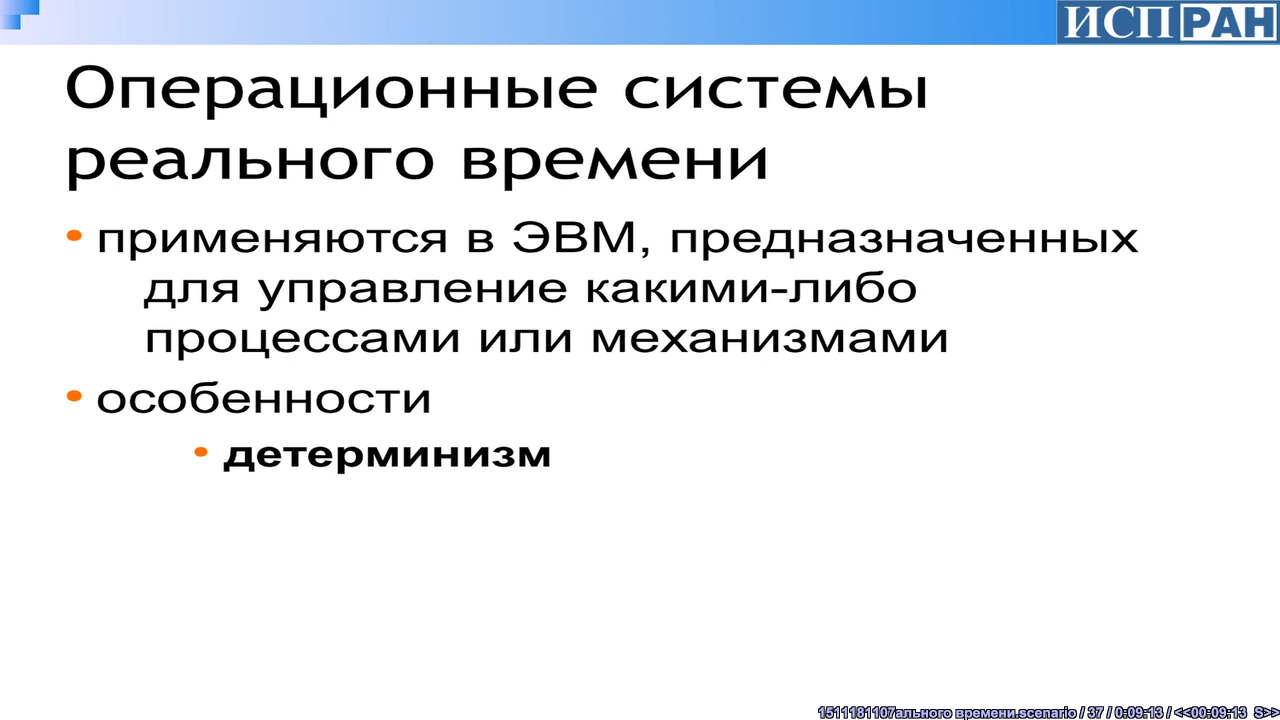 ИСП РАН
Операционные системы
реального времени
• применяются в ЭВМ, предназначенных
для управление какими-либо
процессами или механизмами
• особенности
• детерминизм
1511181107ального времени.scenario / 37 / 0:09:13 / <<00:09:13 S>>